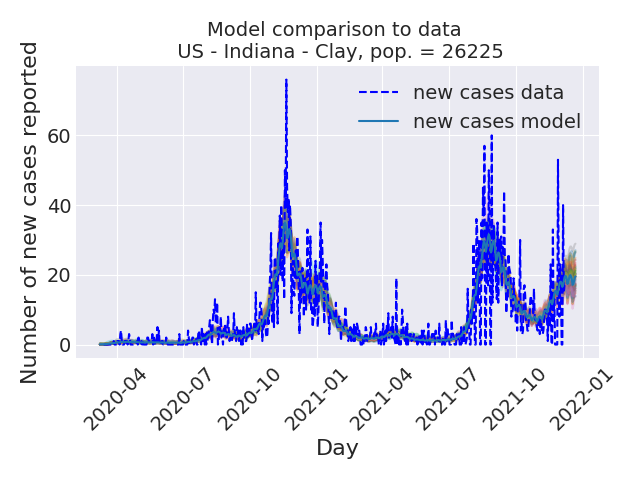 Model comparison to data
US - Indiana - Clay, pop. = 26225
Number of new cases reported
new cases data
new cases model
60
40
20
0
2020-04
2020-07
2020-10
2021-01
2021-04
2021-07
2021-10
2022-01
Day